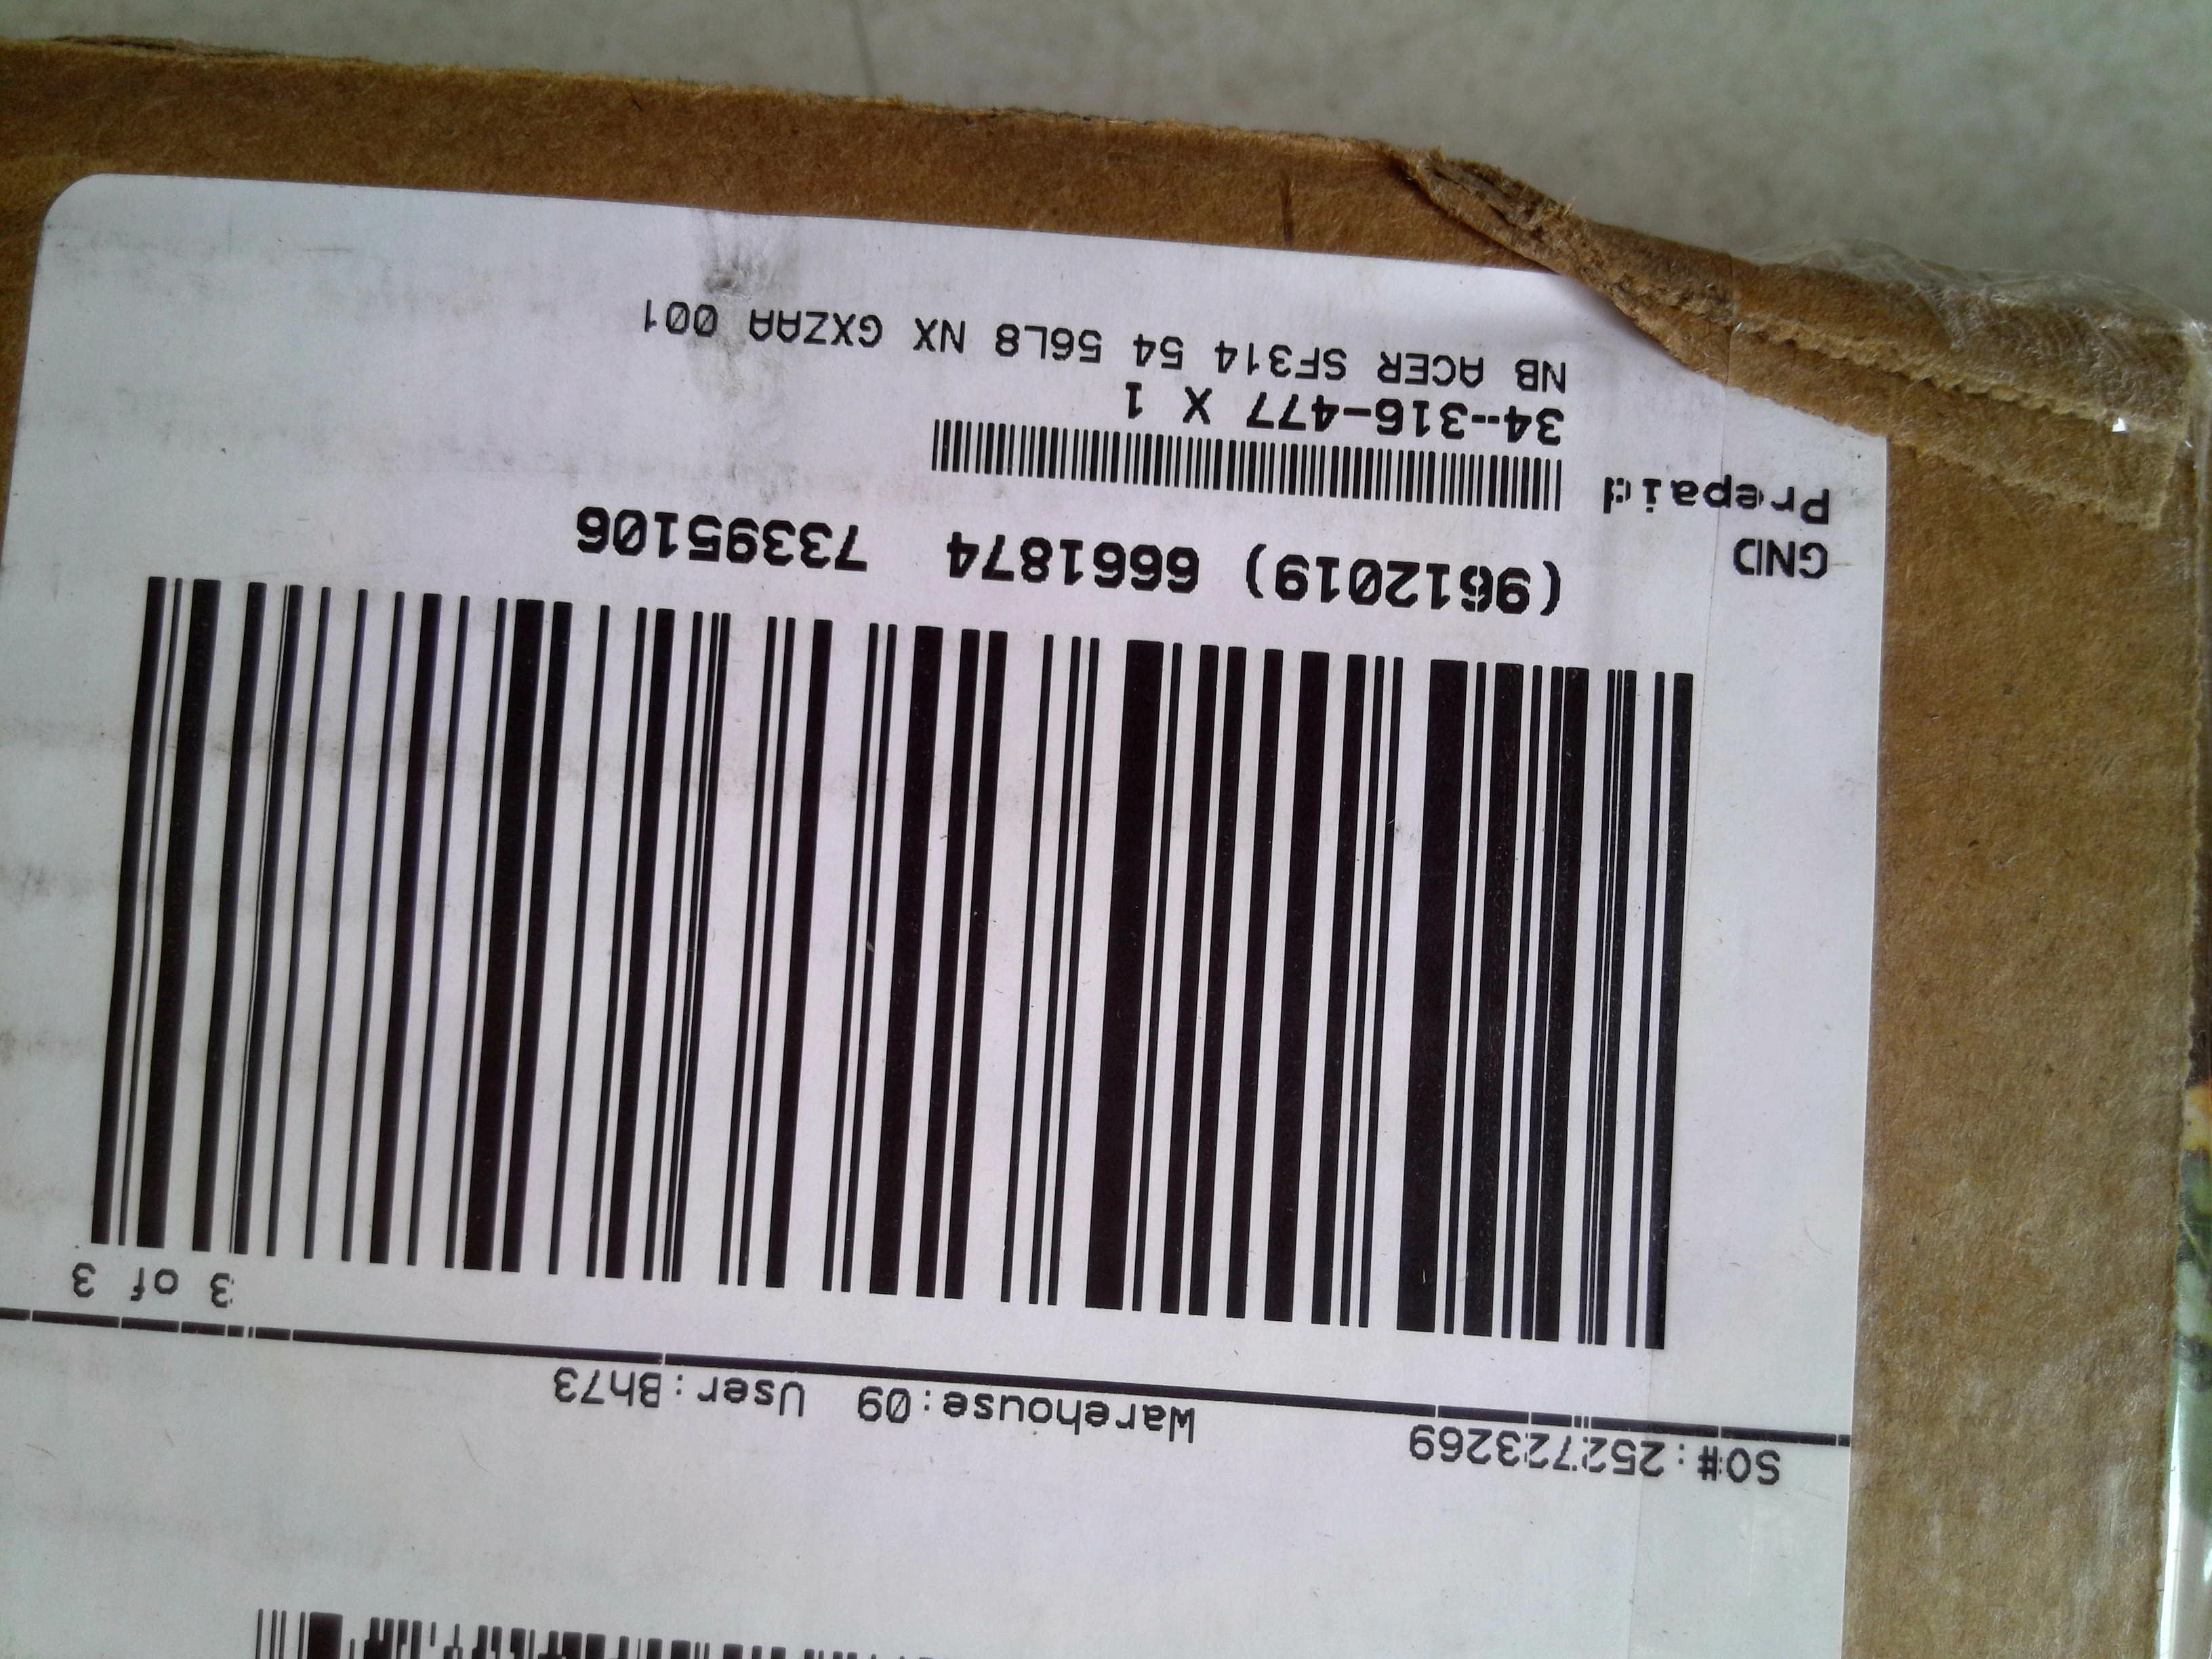 SO#:252723269 Warehouse:09 User:Bh73
3 of 3
(9612019) 6661874 73395106
GND
Prepaid
34--316-477 X 1
NB ACER SF314 54 56L8 NX GXZAA 001